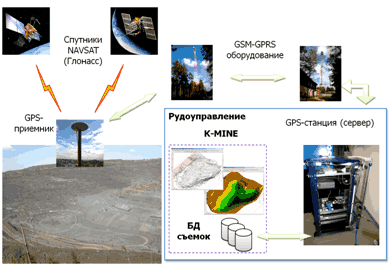 Спутники
NAVSAT
(Глонасс)
GSM-GPRS
оборудование
GPS-
приемник
Рудоуправление
K-MINE
GPS-станция (сервер)
БД
съемок